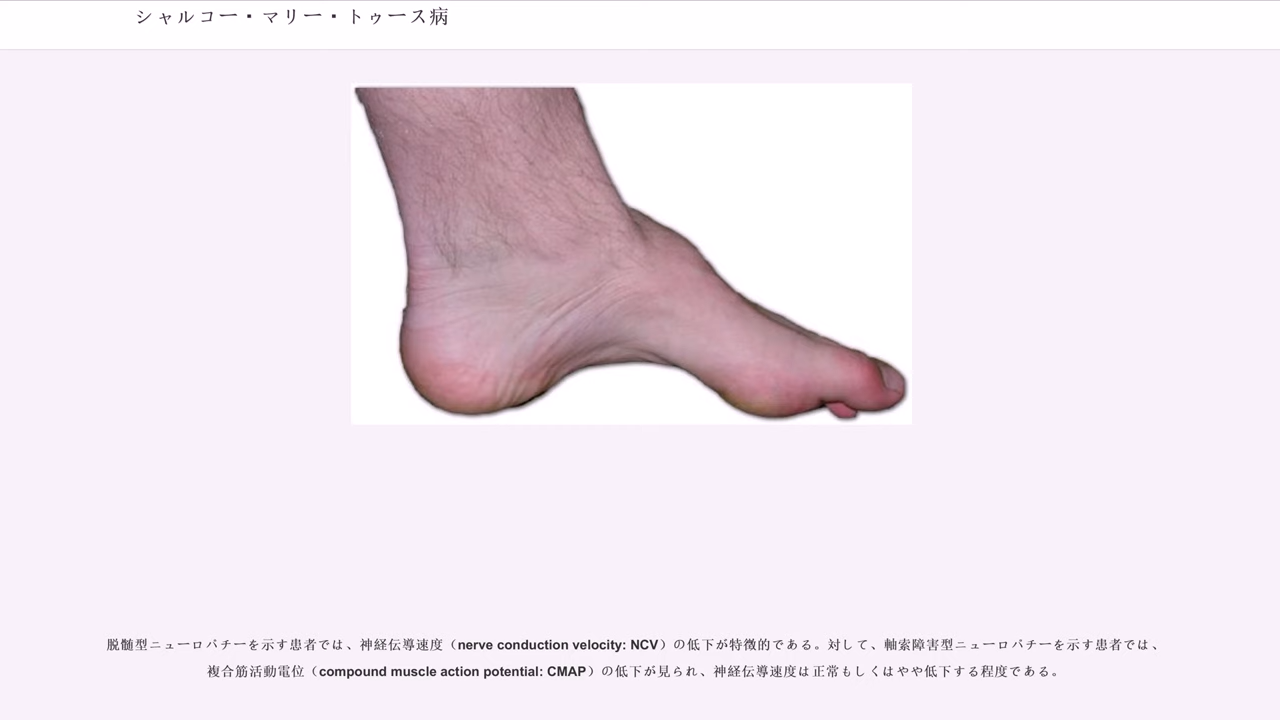 シャルコー・マリー・トゥース病
脱髄型ニューロパチーを示す患者では、神経伝導速度（nerve conduction velocity: NCV）の低下が特徴的である。対して、軸索障害型ニューロパチーを示す患者では、
複合筋活動電位（compound muscle action potential: CMAP）の低下が見られ、神経伝導速度は正常もしくはやや低下する程度である。